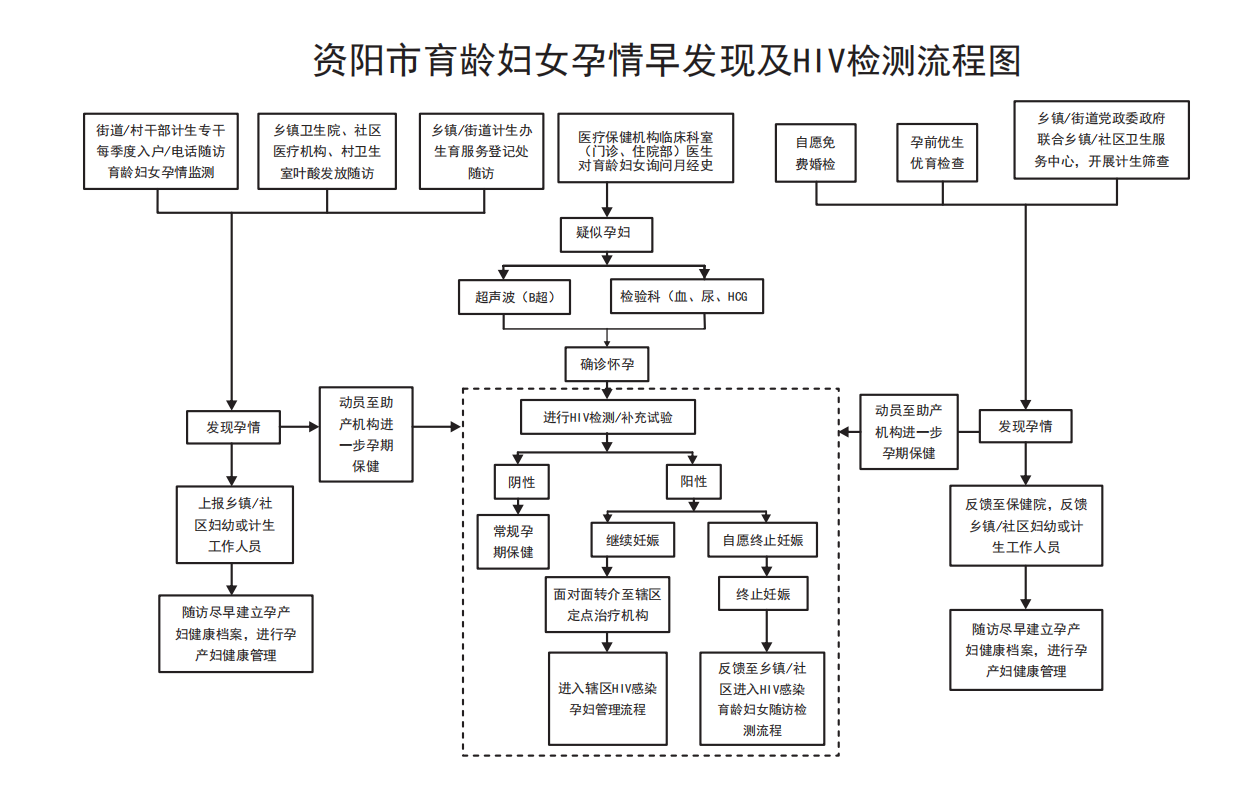 资阳市育龄妇女孕情早发现及HIV检测流程图
街道/村干部计生专干
每季度入户/电话随访
育龄妇女孕情监测
乡镇卫生院、社区
医疗机构、村卫生
室叶酸发放随访
乡镇/街道计生办
生育服务登记处
随访
医疗保健机构临床科室
（门诊、住院部）医生
对育龄妇女询问月经史
自愿免
费婚检
孕前优生
优育检查
乡镇/街道党政委政府
联合乡镇/社区卫生服
务中心，开展计生筛查
疑似孕妇
超声波（B超）
检验科（血、尿、HCG
确诊怀孕
发现孕情
动员至助
产机构进
一步孕期
保健
进行HIV检测/补充试验
动员至助产
机构进一步
孕期保健
发现孕情
阴性
阳性
上报乡镇/社
区妇幼或计生
工作人员
常规孕
期保健
继续妊娠
自愿终止妊娠
反馈至保健院，反馈
乡镇/社区妇幼或计
生工作人员
面对面转介至辖区
定点治疗机构
终止妊娠
随访尽早建立孕产
妇健康档案，进行孕
产妇健康管理
进入辖区HIV感染
孕妇管理流程
反馈至乡镇/社
区进入HIV感染
育龄妇女随访检
测流程
随访尽早建立孕产
妇健康档案，进行孕
产妇健康管理